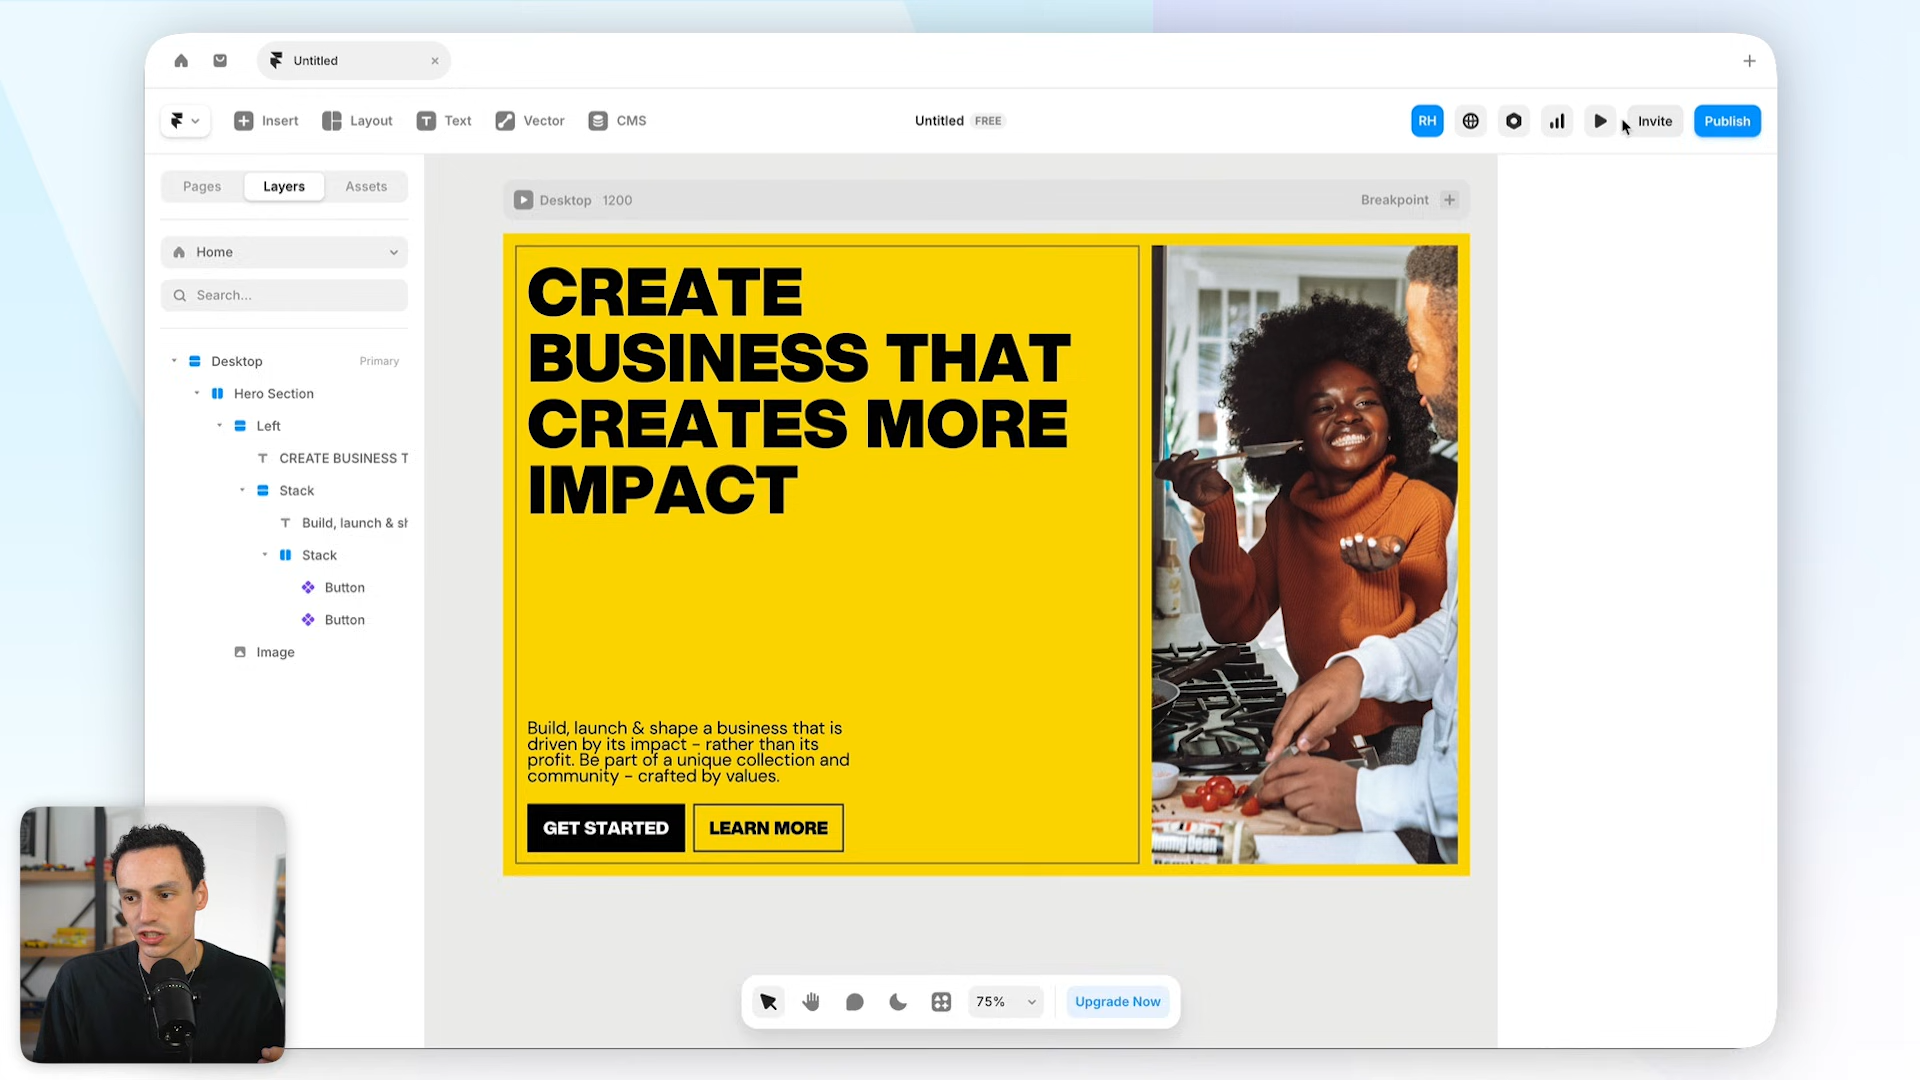 Untitled
Insert
Layout
Text
Vector
CMS
Untitled FREE
RH
Invite
Publish
Pages
Layers
Assets
Home
Search...
Desktop Primary
Hero Section
Left
CREATE BUSINESS T
Stack
Build, launch & sh
Stack
Button
Button
Image
Desktop 1200
Breakpoint
CREATE
BUSINESS THAT
CREATES MORE
IMPACT
Build, launch & shape a business that is
driven by its impact - rather than its
profit. Be part of a unique collection and
community - crafted by values.
GET STARTED
LEARN MORE
75%
Upgrade Now